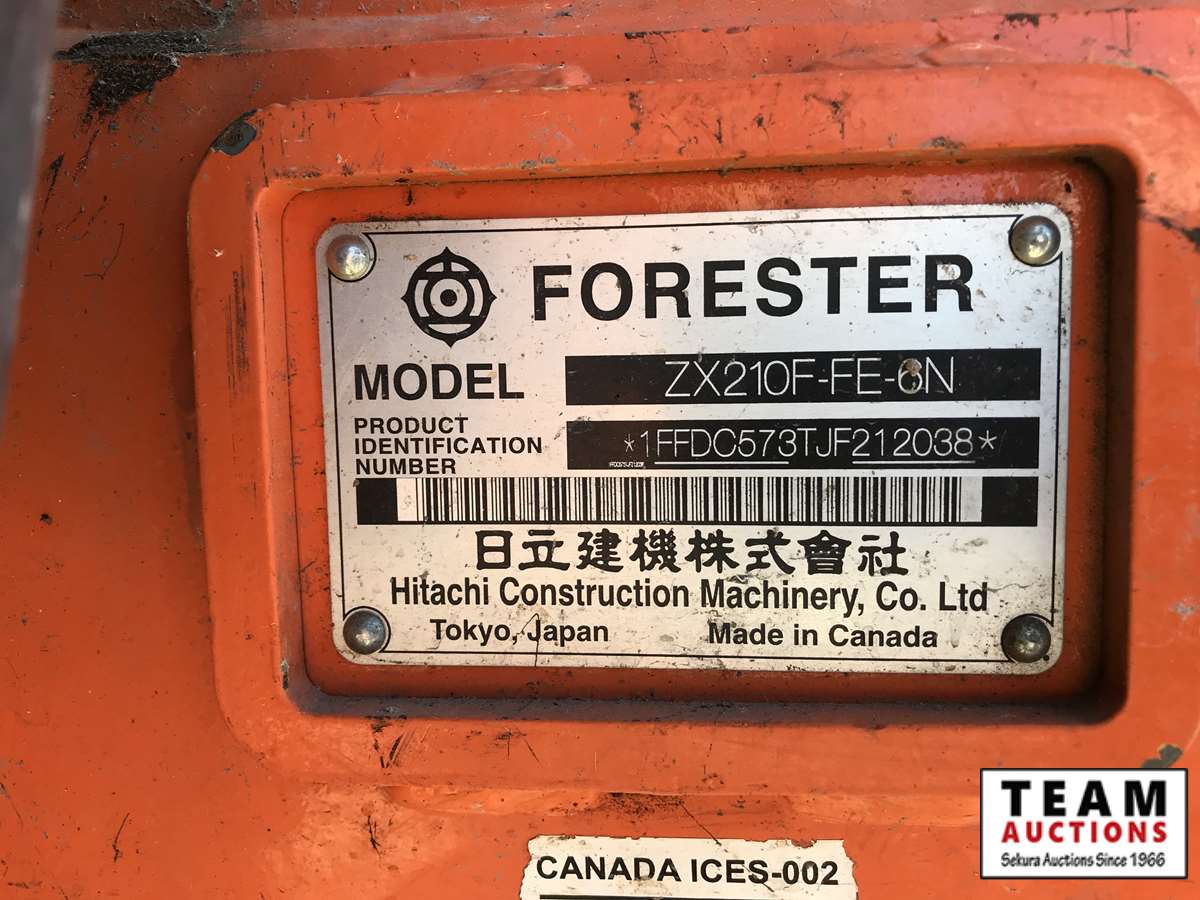 FORESTER
MODEL ZX210F-FE-6N
PRODUCT
IDENTIFICATION
NUMBER
*1FFDC573TJF212038*
日立建機株式會社
Hitachi Construction Machinery, Co. Ltd
Tokyo, Japan Made in Canada
CANADA ICES-002
TEAM
AUCTIONS
Sekura Auctions Since 1966